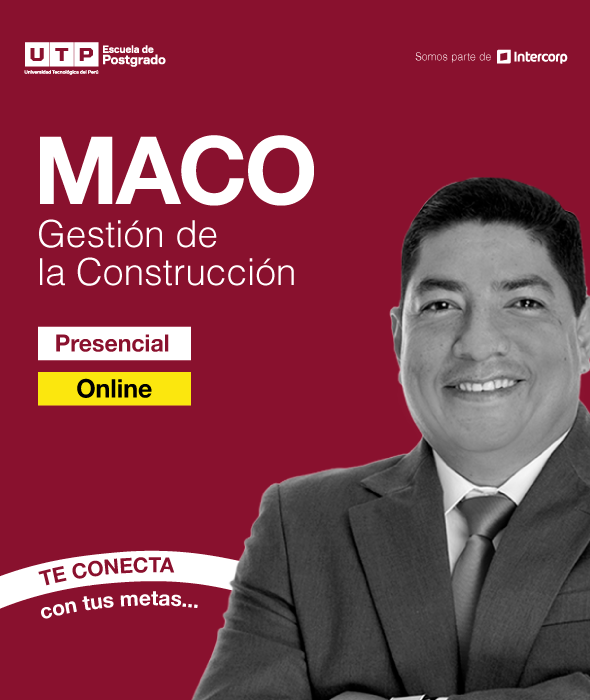 UTP Escuela de
Postgrado
Universidad Tecnológica del Perú
Somos parte de Intercorp
MACO
Gestión de
la Construcción
Presencial
Online
TE CONECTA
con tus metas...